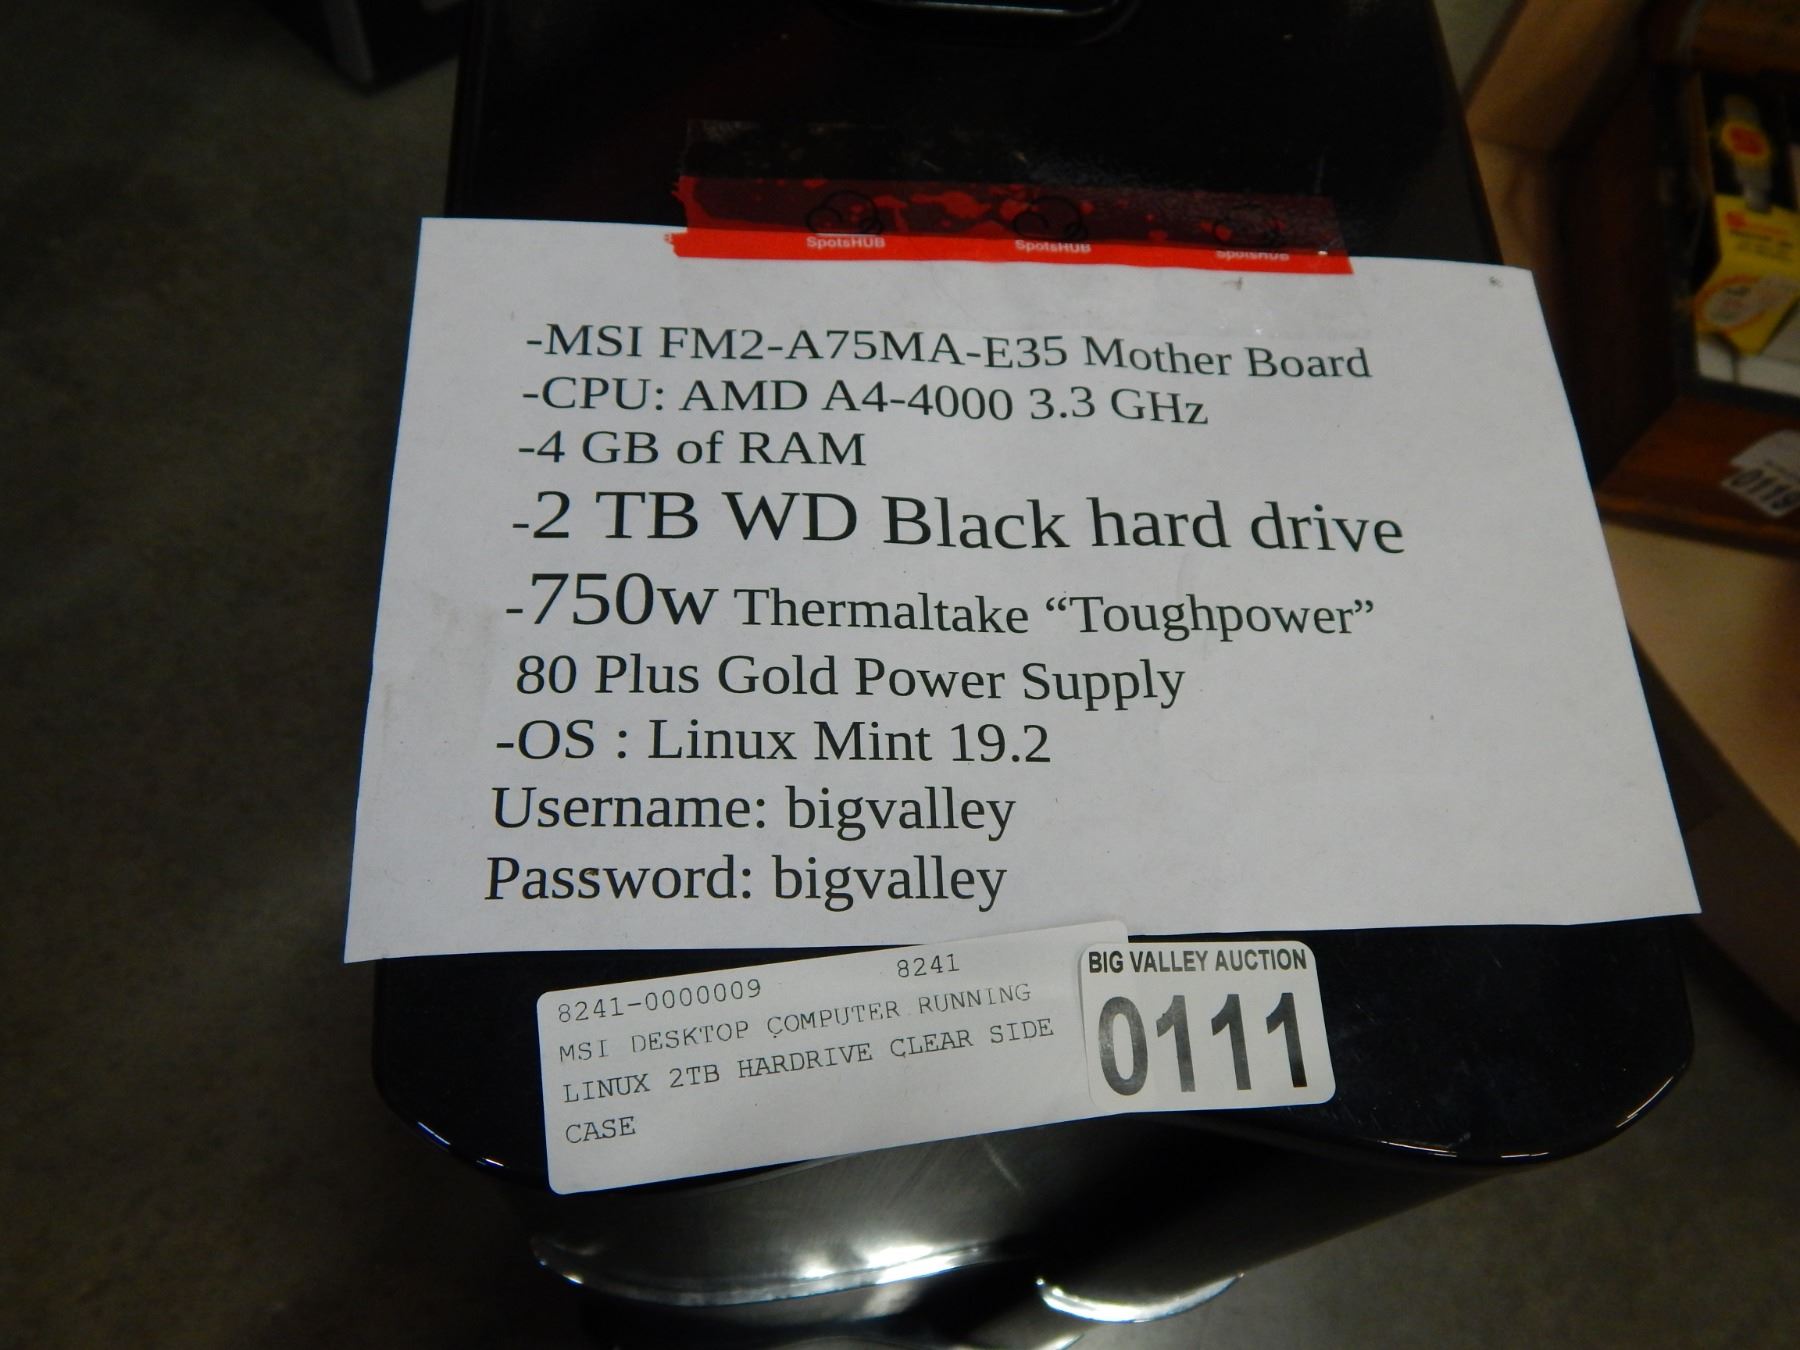 SpotsHUB SpotsHUB SpotsHUB
-MSI FM2-A75MA-E35 Mother Board
-CPU: AMD A4-4000 3.3 GHz
-4 GB of RAM
-2 TB WD Black hard drive
-750w Thermaltake “Toughpower”
80 Plus Gold Power Supply
-OS : Linux Mint 19.2
Username: bigvalley
Password: bigvalley
8241-0000009 8241
MSI DESKTOP COMPUTER RUNNING
LINUX 2TB HARDRIVE CLEAR SIDE
CASE
BIG VALLEY AUCTION
0111
0119